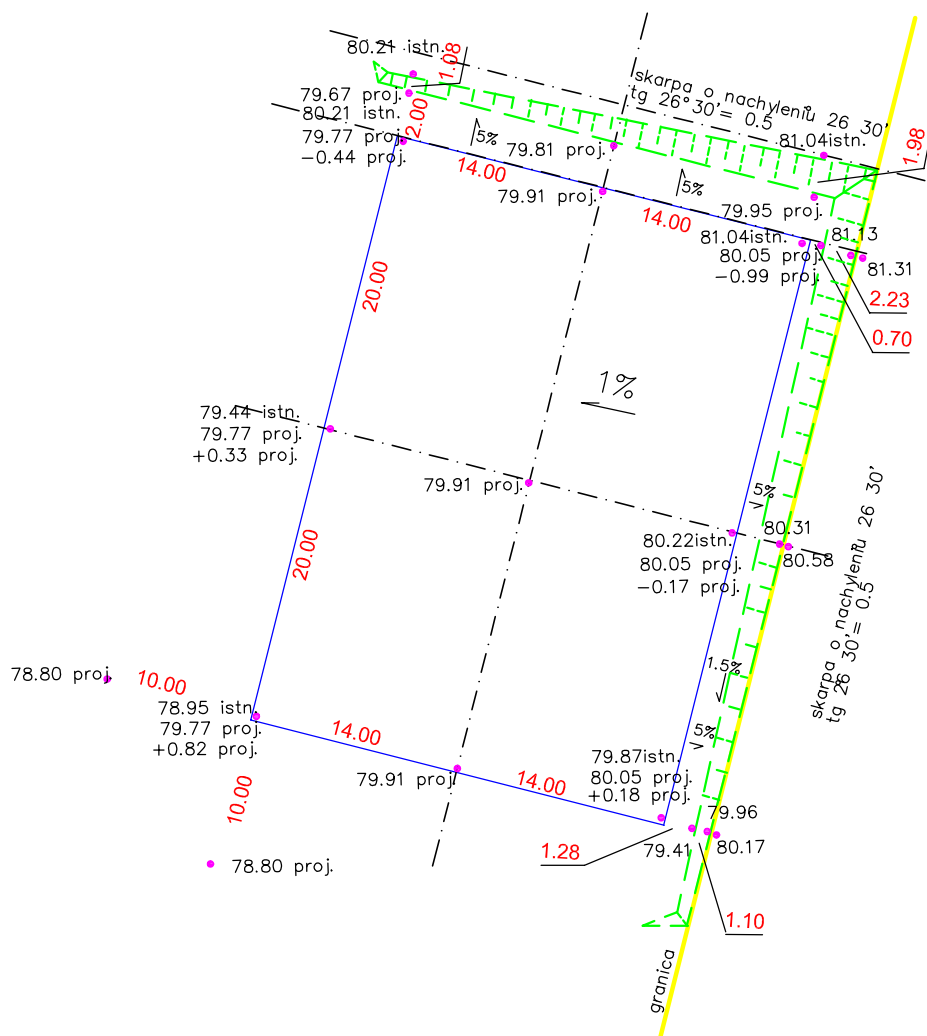 80.21 istn.
1.08
skarpa o nachyleniu 26 30'
tg 26°30'= 0.5
79.67 proj.
80.21 istn.
2.00
79.77 proj.
-0.44 proj.
5%
79.81 proj.
81.04istn.
1.98
14.00
79.91 proj.
5%
14.00
79.95 proj.
81.04istn.
80.05 proj.
-0.99 proj.
81.13
81.31
2.23
0.70
20.00
1%
79.44 istn.
79.77 proj.
+0.33 proj.
79.91 proj.
5%
80.31
80.22istn.
80.05 proj.
-0.17 proj.
80.58
skarpa o nachyleniu 26 30'
tg 26 30'= 0.5
20.00
78.80 proj.
10.00
1.5%
78.95 istn.
79.77 proj.
+0.82 proj.
14.00
5%
79.91 proj.
14.00
79.87istn.
80.05 proj.
+0.18 proj.
10.00
79.96
79.41
80.17
1.28
78.80 proj.
1.10
granica